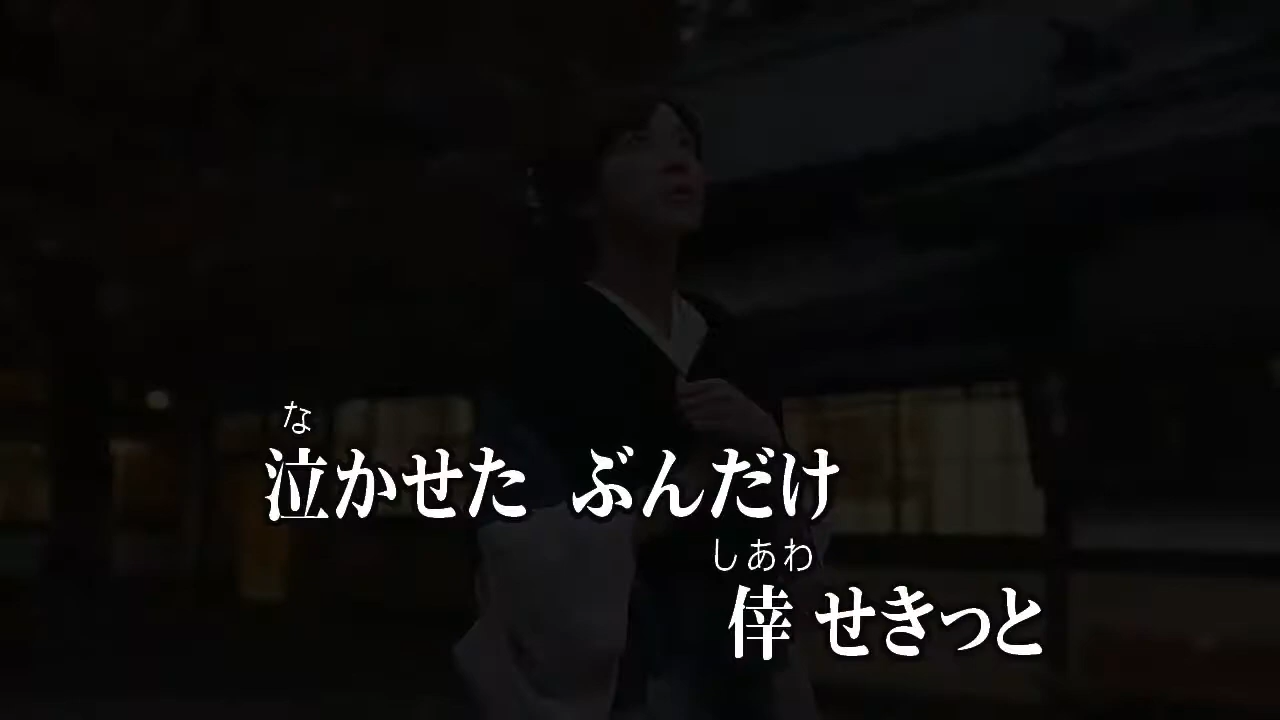 な
泣かせた ぶんだけ
しあわ
倖せきっと